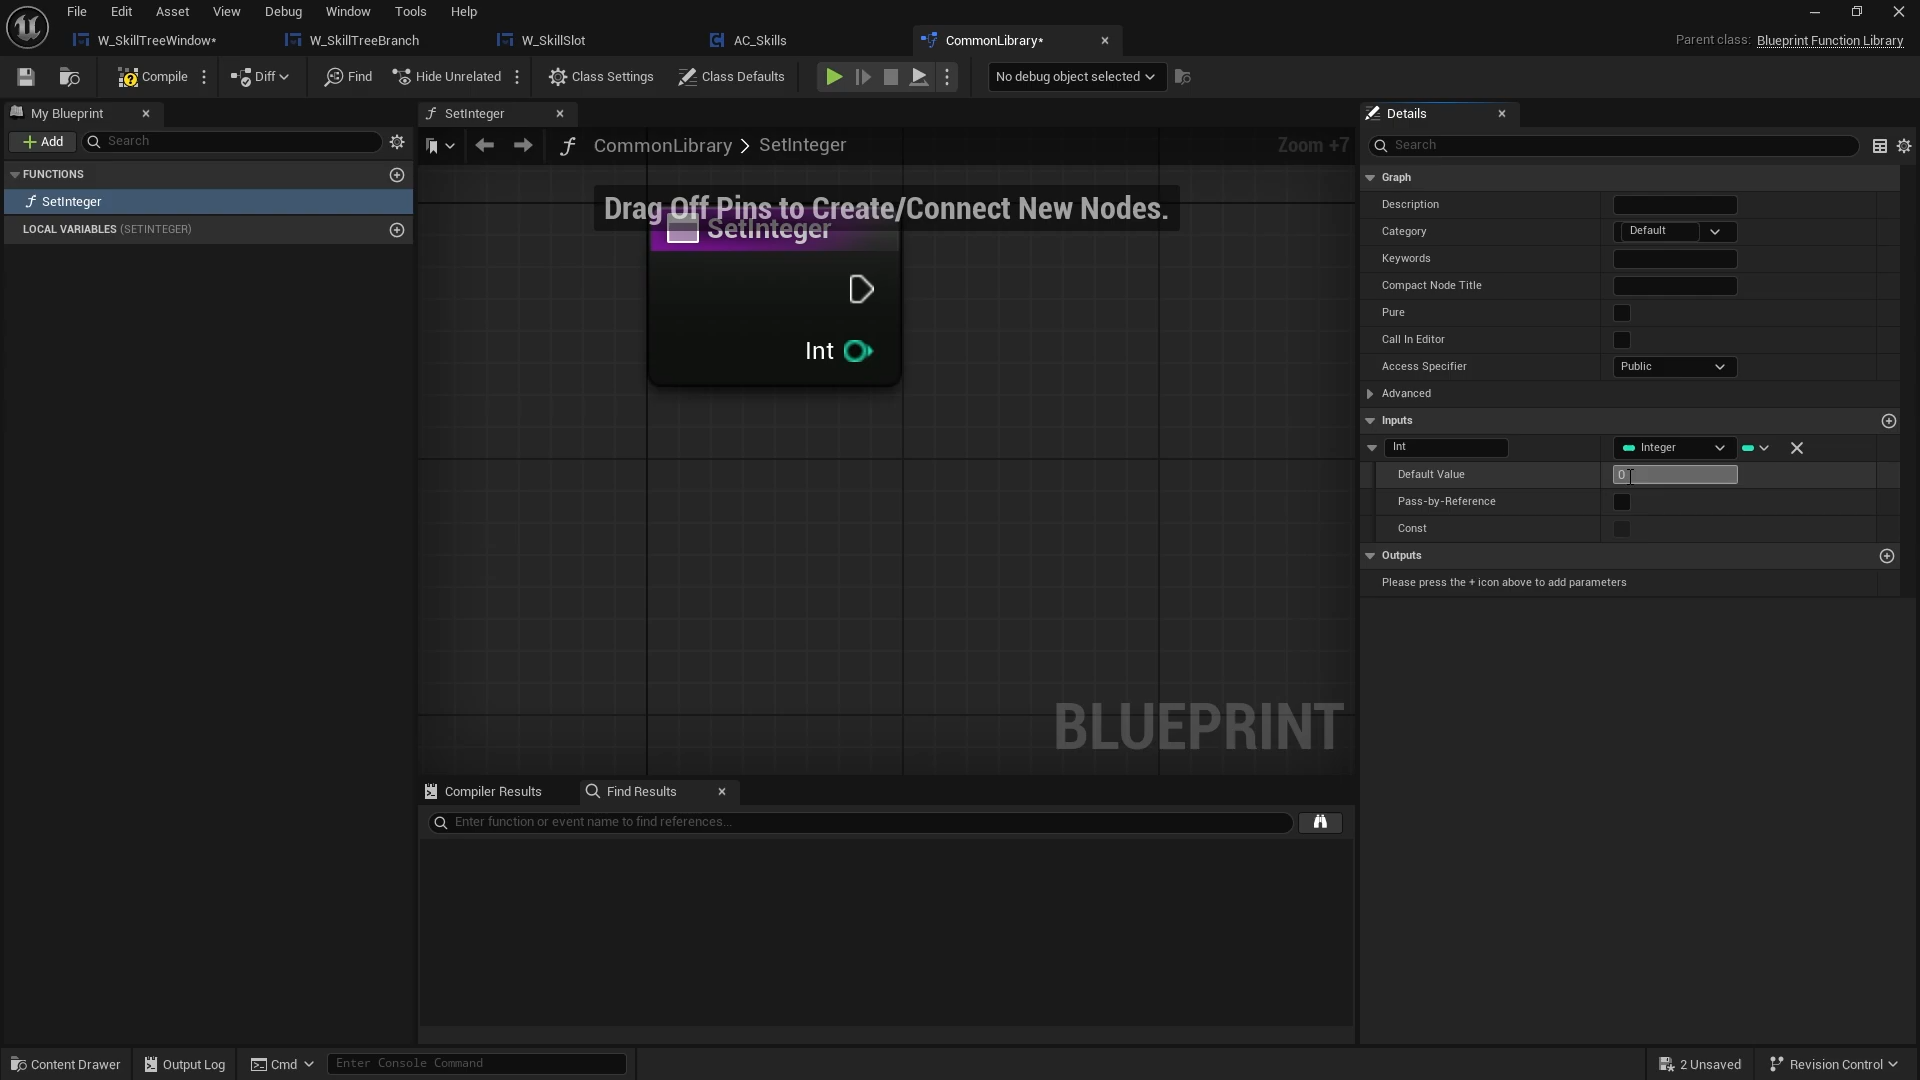 File Edit Asset View Debug Window Tools Help
W_SkillTreeWindow* W_SkillTreeBranch W_SkillSlot AC_Skills CommonLibrary* Parent class: Blueprint Function Library
Compile Diff Find Hide Unrelated Class Settings Class Defaults No debug object selected
My Blueprint
Add Search
FUNCTIONS
SetInteger
LOCAL VARIABLES (SETINTEGER)
SetInteger
CommonLibrary > SetInteger Zoom +7
Drag Off Pins to Create/Connect New Nodes.
SetInteger
Int
BLUEPRINT
Compiler Results Find Results
Enter function or event name to find references...
Details
Search
Graph
Description
Category Default
Keywords
Compact Node Title
Pure
Call In Editor
Access Specifier Public
Advanced
Inputs
Int Integer
Default Value 0
Pass-by-Reference
Const
Outputs
Please press the + icon above to add parameters
Content Drawer Output Log Cmd Enter Console Command 2 Unsaved Revision Control